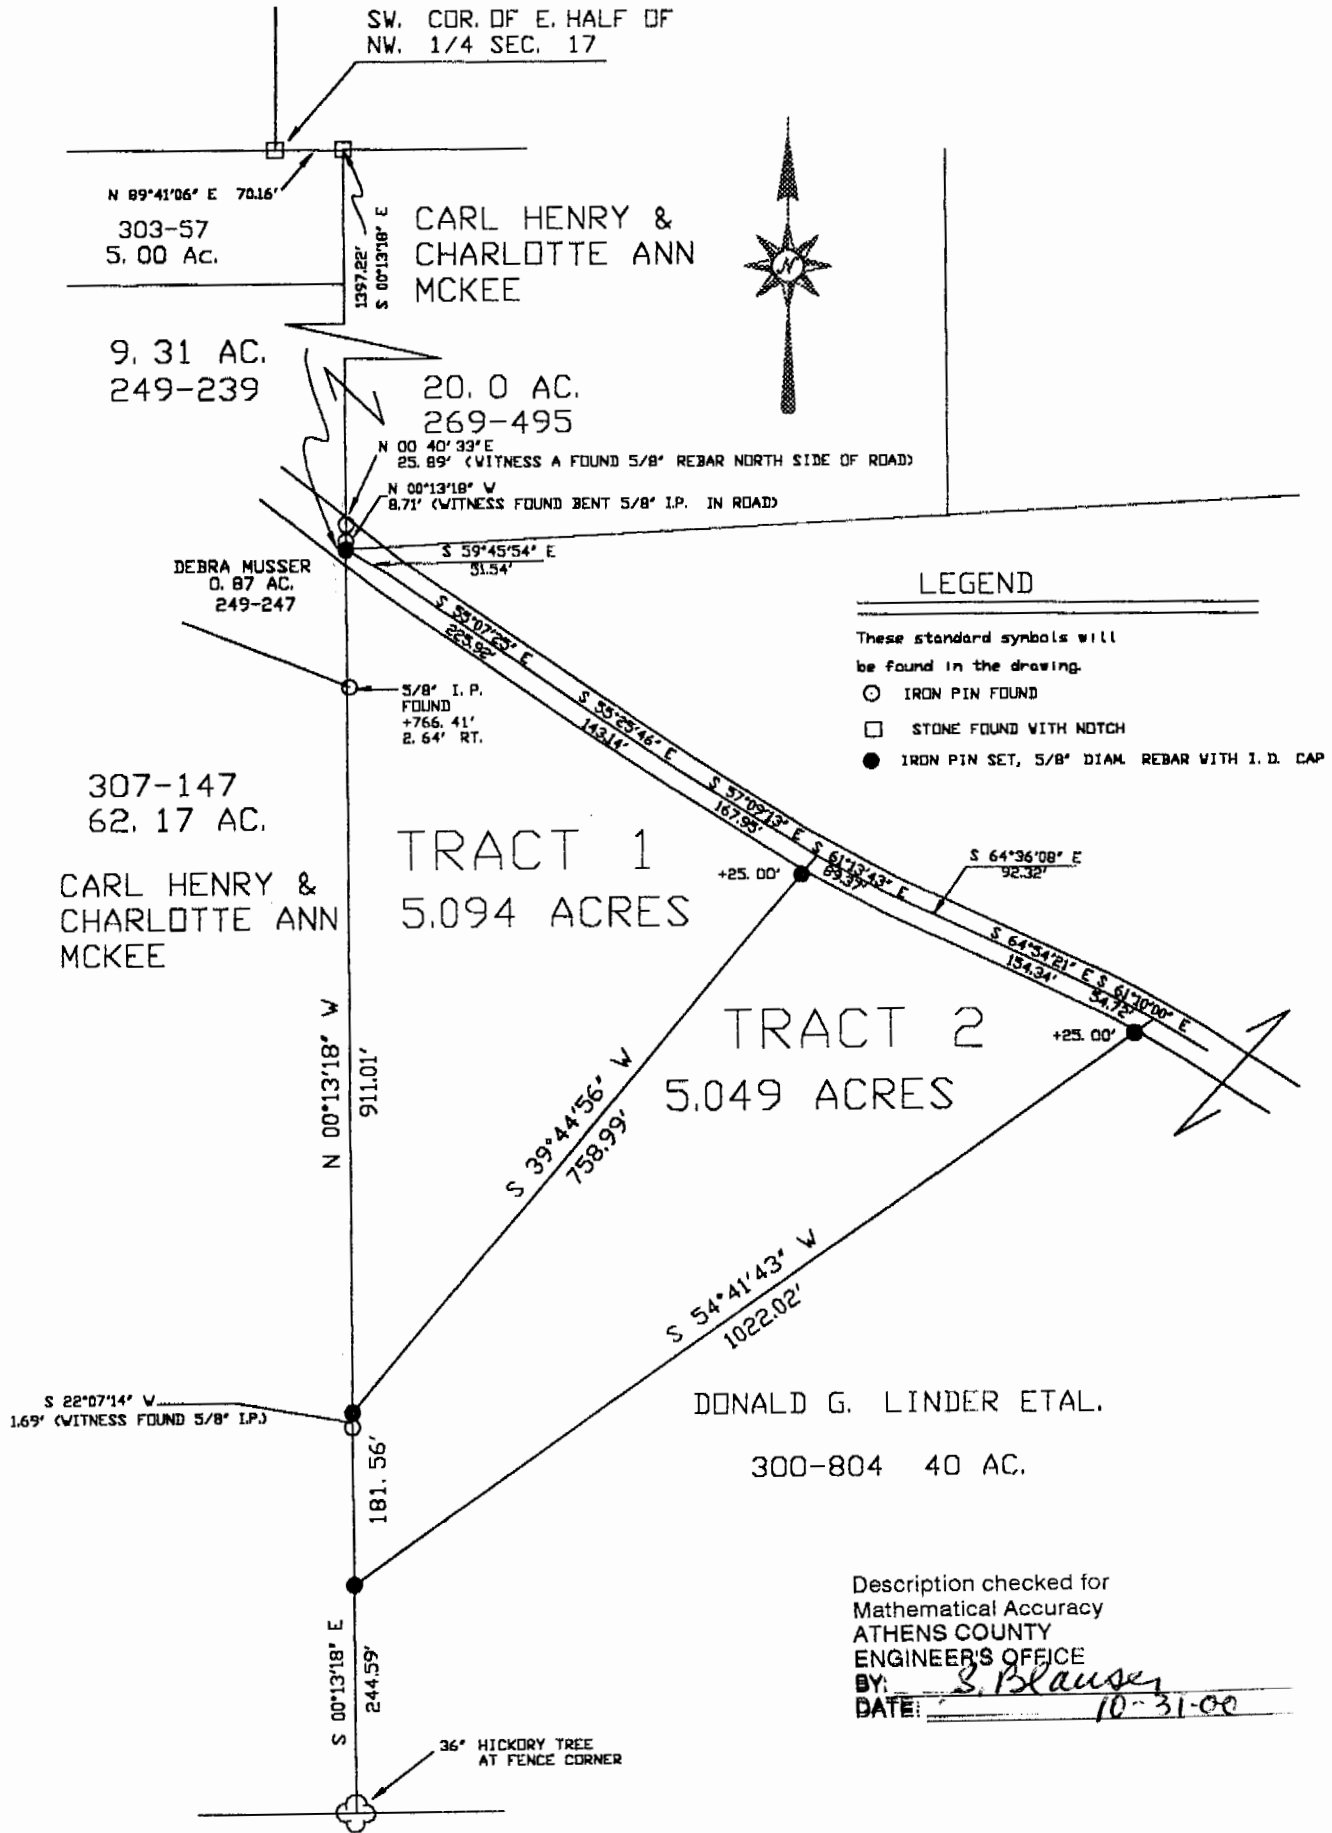 SW. COR. OF E. HALF OF
NW. 1/4 SEC. 17
N 89°41'06" E 70.16'
303-57
5.00 Ac.
1397.22'
S 00°13'18" E
CARL HENRY &
CHARLOTTE ANN
MCKEE
N
9.31 AC.
249-239
20.0 AC.
269-495
N 00 40' 33" E
25.89' (WITNESS A FOUND 5/8" REBAR NORTH SIDE OF ROAD)
N 00°13'18" W
8.71' (WITNESS FOUND BENT 5/8" I.P. IN ROAD)
S 59°45'54" E
51.54'
DEBRA MUSSER
0.87 AC.
249-247
S 55°07'25" E
225.92'
LEGEND
These standard symbols will
be found in the drawing.
IRON PIN FOUND
STONE FOUND WITH NOTCH
IRON PIN SET, 5/8" DIAM. REBAR WITH I.D. CAP
5/8" I.P.
FOUND
+766.41'
2.64' RT.
S 55°25'46" E
143.14'
S 57°09'13" E
167.95'
307-147
62.17 AC.
CARL HENRY &
CHARLOTTE ANN
MCKEE
TRACT 1
5.094 ACRES
+25.00'
S 61°13'43" E
89.37'
S 64°36'08" E
92.32'
S 64°54'21" E
154.34'
S 61°10'00" E
54.72'
+25.00'
TRACT 2
5.049 ACRES
N 00°13'18" W
911.01'
S 39°44'56" W
758.99'
S 54°41'43" W
1022.02'
S 22°07'14" W
1.69' (WITNESS FOUND 5/8" I.P.)
181.56'
DONALD G. LINDER ETAL.
300-804 40 AC.
S 00°13'18" E
244.59'
36" HICKORY TREE
AT FENCE CORNER
Description checked for
Mathematical Accuracy
ATHENS COUNTY
ENGINEER'S OFFICE
BY: S. Blauser
DATE: 10-31-00